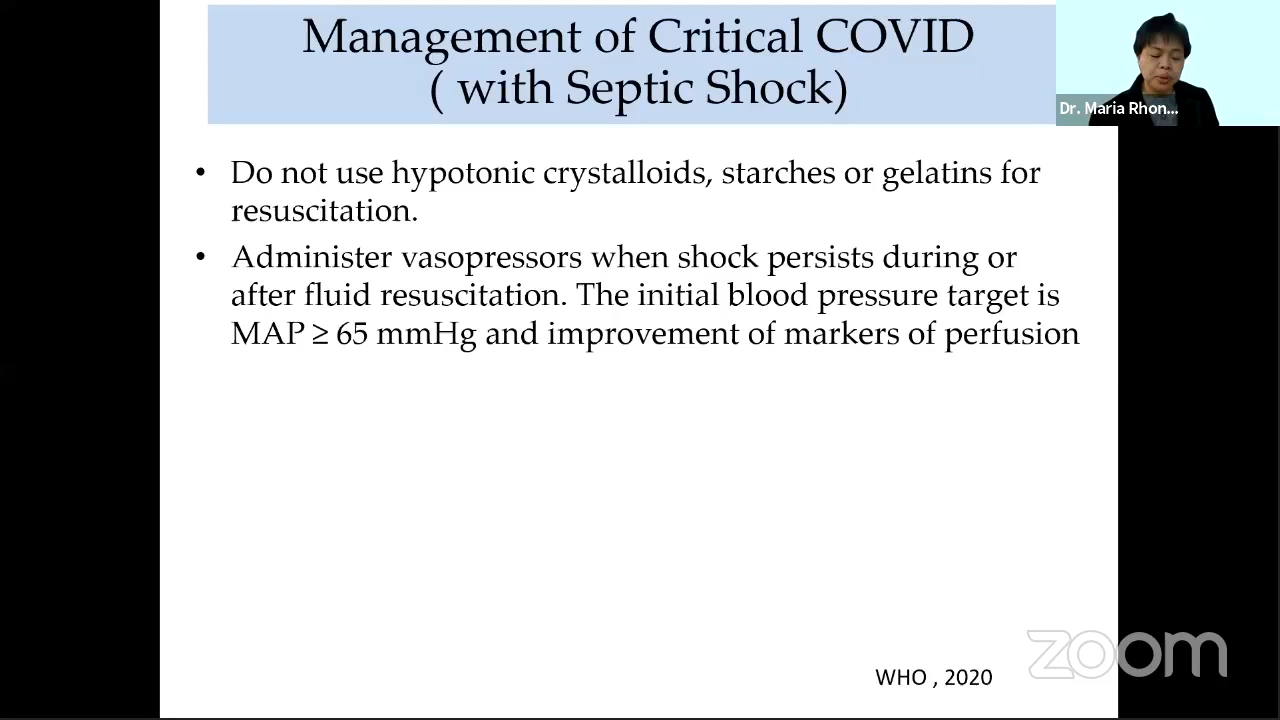 Management of Critical COVID
( with Septic Shock)
Dr. Maria Rhon...
• Do not use hypotonic crystalloids, starches or gelatins for
resuscitation.
• Administer vasopressors when shock persists during or
after fluid resuscitation. The initial blood pressure target is
MAP ≥ 65 mmHg and improvement of markers of perfusion
zoom
WHO , 2020